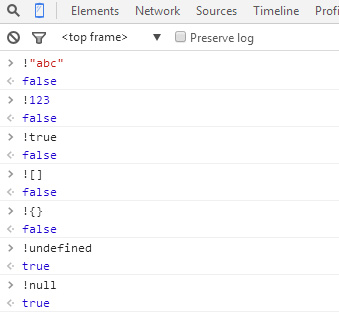 Elements Network Sources Timeline Profi
<top frame> Preserve log
> !"abc"
< false
> !123
< false
> !true
< false
> ![]
< false
> !{}
< false
> !undefined
< true
> !null
< true